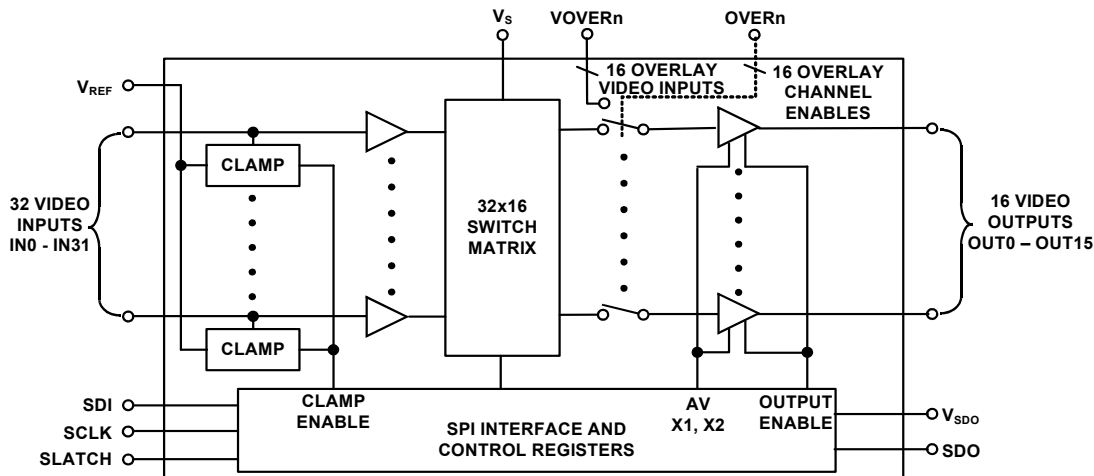 VS
VOVERn
OVERn
VREF
16 OVERLAY
VIDEO INPUTS
16 OVERLAY
CHANNEL
ENABLES
CLAMP
32 VIDEO
INPUTS
IN0 - IN31
32x16
SWITCH
MATRIX
16 VIDEO
OUTPUTS
OUT0 – OUT15
CLAMP
SDI
SCLK
SLATCH
CLAMP
ENABLE
SPI INTERFACE AND
CONTROL REGISTERS
AV
X1, X2
OUTPUT
ENABLE
VSDO
SDO